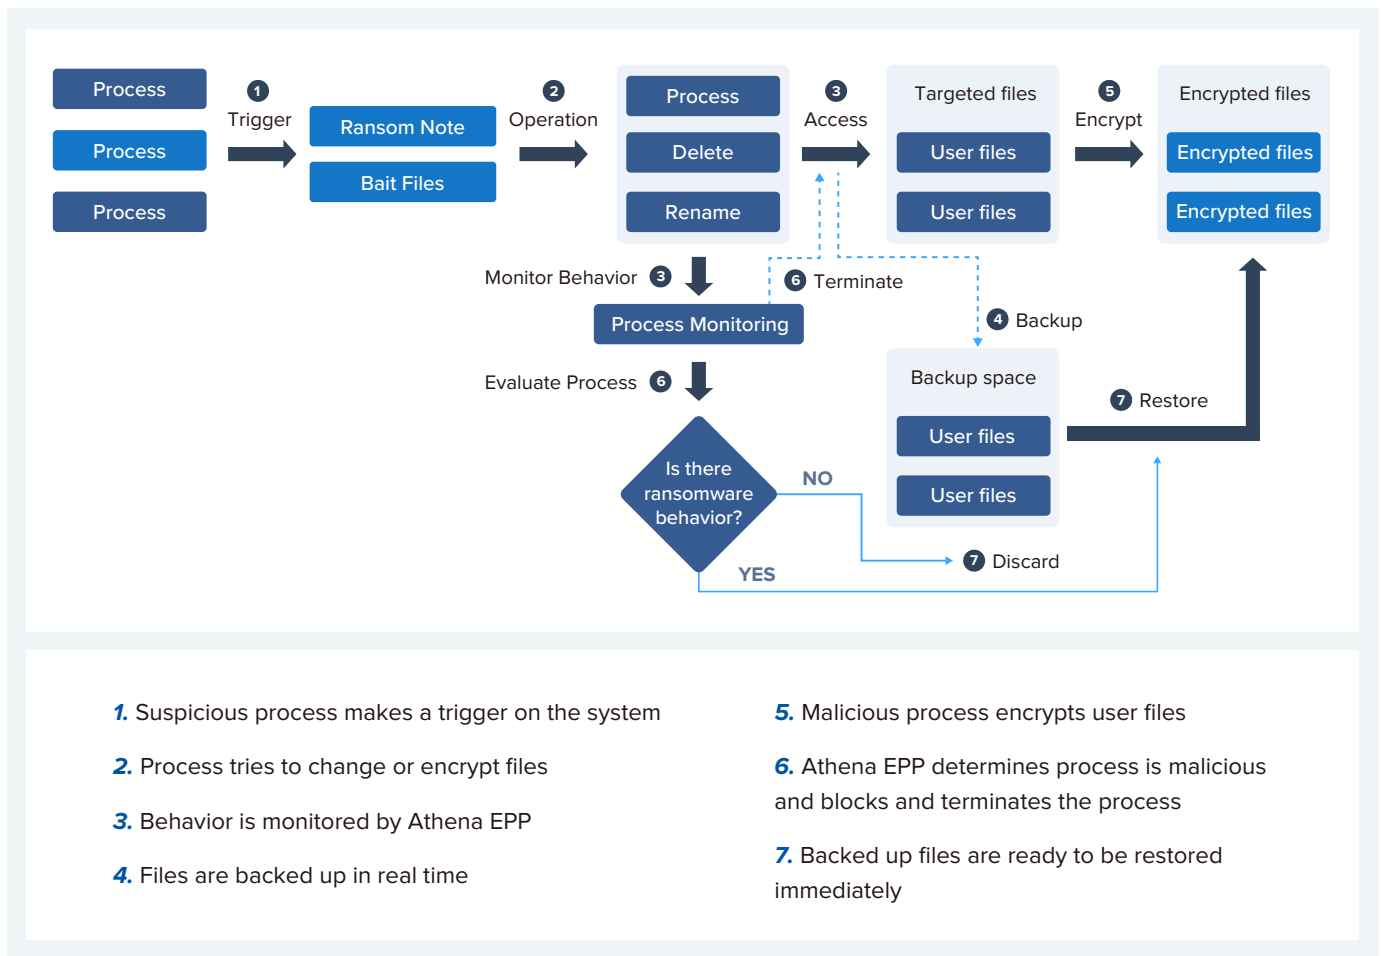 Process
Process
Process
1
Trigger
Ransom Note
Bait Files
2
Operation
Process
Delete
Rename
3
Access
Targeted files
User files
User files
5
Encrypt
Encrypted files
Encrypted files
Encrypted files
Monitor Behavior 3
6 Terminate
Process Monitoring
4 Backup
Evaluate Process 6
Backup space
User files
User files
7 Restore
Is there
ransomware
behavior?
NO
7 Discard
YES
1. Suspicious process makes a trigger on the system
2. Process tries to change or encrypt files
3. Behavior is monitored by Athena EPP
4. Files are backed up in real time
5. Malicious process encrypts user files
6. Athena EPP determines process is malicious
and blocks and terminates the process
7. Backed up files are ready to be restored
immediately